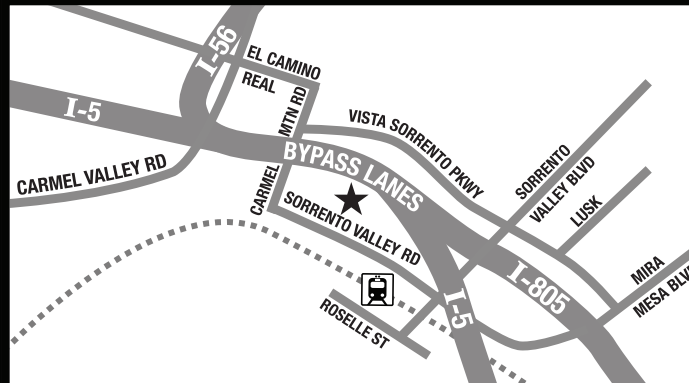 I-56
EL CAMINO
REAL
I-5
MTN RD
CARMEL
VISTA SORRENTO PKWY
BYPASS LANES
SORRENTO
VALLEY BLVD
CARMEL VALLEY RD
SORRENTO VALLEY RD
LUSK
MIRA
MESA BLV
I-805
I-5
ROSELLE ST